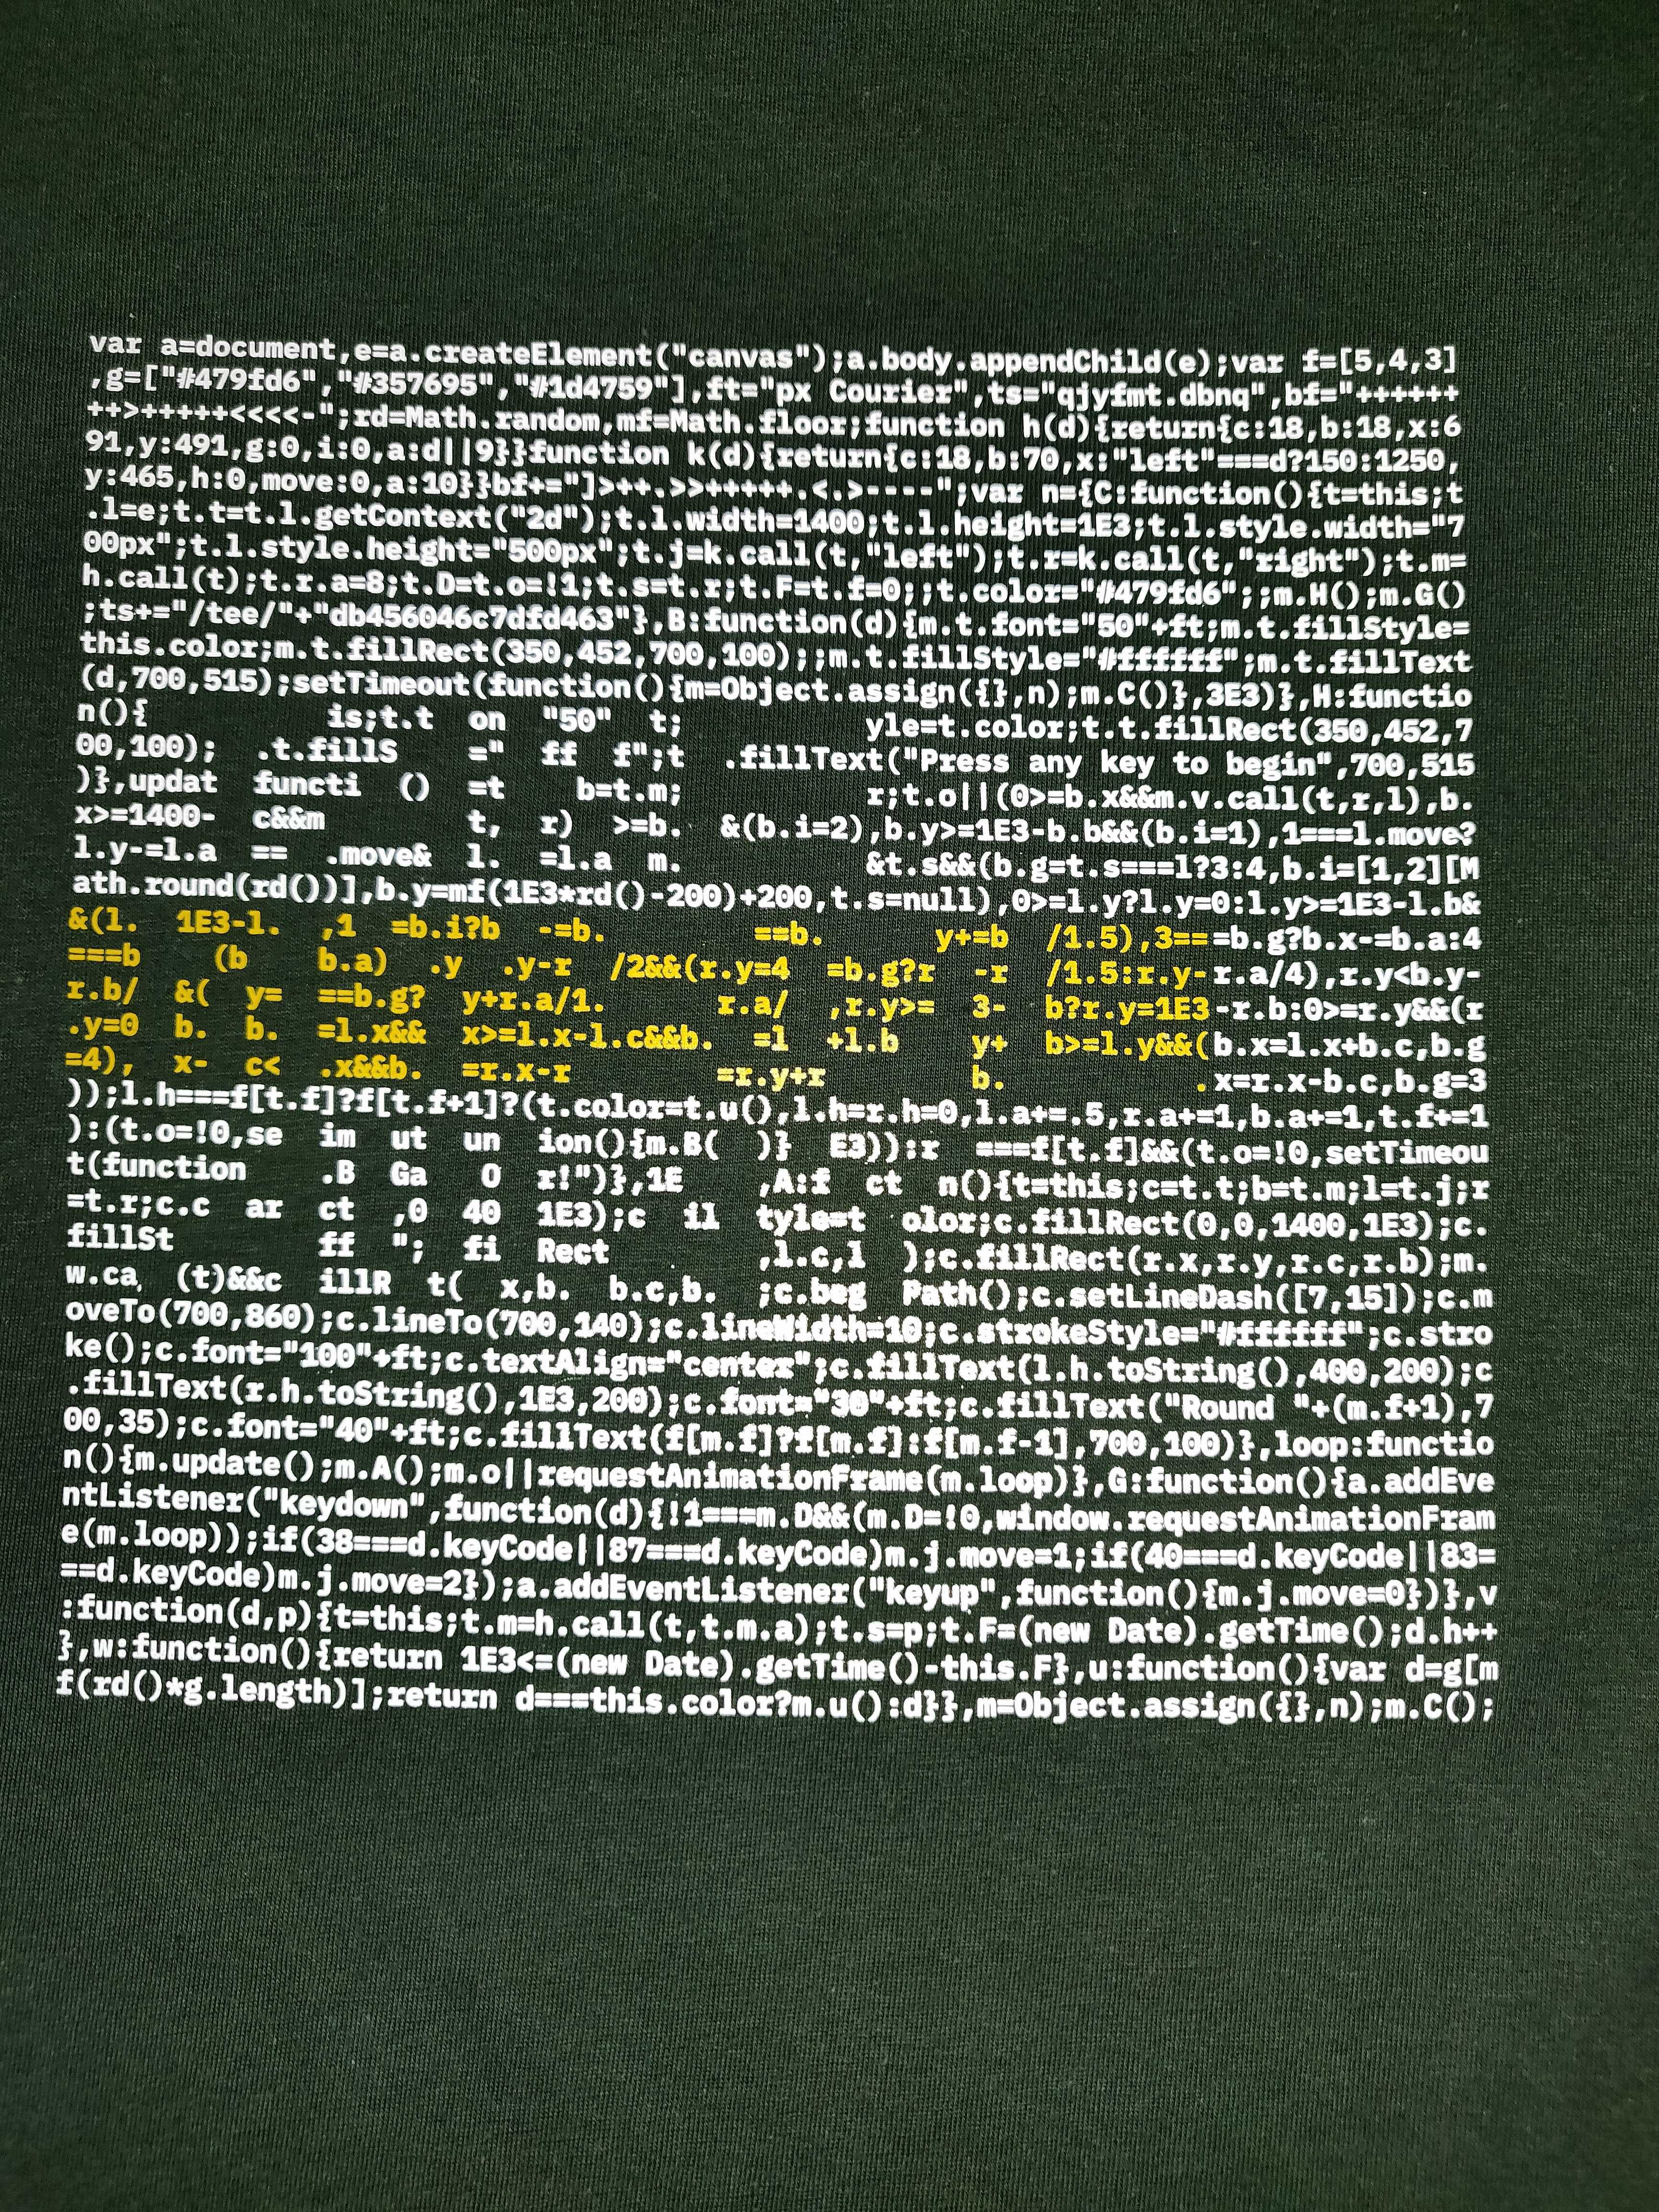 var a=document,e=a.createElement("canvas");a.body.appendChild(e);var f=[5,4,3]
,g=["#479fd6","#357695","#1d4759"],ft="px Courier",ts="qjyfmt.dbnq",bf="++++++
++>+++++<<<<-";rd=Math.random,mf=Math.floor;function h(d){return{c:18,b:18,x:6
91,y:491,g:0,i:0,a:d||9}}function k(d){return{c:18,b:70,x:"left"===d?150:1250,
y:465,h:0,move:0,a:10}}bf+="]>++.>>+++++.<.>----";var n={C:function(){t=this;t
.l=e;t.t=t.l.getContext("2d");t.l.width=1400;t.l.height=1E3;t.l.style.width="7
00px";t.l.style.height="500px";t.j=k.call(t,"left");t.r=k.call(t,"right");t.m=
h.call(t);t.r.a=8;t.D=t.o=!1;t.s=t.r;t.F=t.f=0;;t.color="#479fd6";;m.H();m.G()
;ts+="/tee/"+"db456046c7dfd463"},B:function(d){m.t.font="50"+ft;m.t.fillStyle=
this.color;m.t.fillRect(350,452,700,100);;m.t.fillStyle="#ffffff";m.t.fillText
(d,700,515);setTimeout(function(){m=Object.assign({},n);m.C()},3E3)},H:functio
n(){          is;t.t  on  "50"  t;          yle=t.color;t.t.fillRect(350,452,7
00,100);  .t.fillS    ="  ff  f";t  .fillText("Press any key to begin",700,515
)},updat  functi  ()  =t    b=t.m;          r;t.o||(0>=b.x&&m.v.call(t,r,l),b.
x>=1400-  c&&m        t,  r)  >=b.  &(b.i=2),b.y>=1E3-b.b&&(b.i=1),1===l.move?
l.y-=l.a  ==  .move&  l.  =l.a  m.          &t.s&&(b.g=t.s===l?3:4,b.i=[1,2][M
ath.round(rd())],b.y=mf(1E3*rd()-200)+200,t.s=null),0>=l.y?l.y=0:l.y>=1E3-l.b&
&(l.  1E3-l.  ,1  =b.i?b  -=b.        ==b.      y+=b  /1.5),3===b.g?b.x-=b.a:4
===b    (b    b.a)  .y  .y-r  /2&&(r.y=4  =b.g?r  -r  /1.5:r.y-r.a/4),r.y<b.y-
r.b/  &(  y=  ==b.g?  y+r.a/1.      r.a/  ,r.y>=  3-  b?r.y=1E3-r.b:0>=r.y&&(r
.y=0  b.  b.  =l.x&&  x>=l.x-l.c&&b.  =l  +l.b    y+  b>=l.y&&(b.x=l.x+b.c,b.g
=4),  x-  c<  .x&&b.  =r.x-r        =r.y+r        b.          .x=r.x-b.c,b.g=3
));l.h===f[t.f]?f[t.f+1]?(t.color=t.u(),l.h=r.h=0,l.a+=.5,r.a+=1,b.a+=1,t.f+=1
):(t.o=!0,se  im  ut  un  ion(){m.B(  )}  E3)):r  ===f[t.f]&&(t.o=!0,setTimeou
t(function    .B  Ga   O  r!")},1E    ,A:f  ct  n(){t=this;c=t.t;b=t.m;l=t.j;r
=t.r;c.c  ar  ct  ,0  40  1E3);c  il  tyle=t  olor;c.fillRect(0,0,1400,1E3);c.
fillSt        ff  ";  fi  Rect        ,l.c,l  );c.fillRect(r.x,r.y,r.c,r.b);m.
w.ca  (t)&&c  illR  t(  x,b.  b.c,b.  ;c.beg  Path();c.setLineDash([7,15]);c.m
oveTo(700,860);c.lineTo(700,140);c.lineWidth=10;c.strokeStyle="#ffffff";c.stro
ke();c.font="100"+ft;c.textAlign="center";c.fillText(l.h.toString(),400,200);c
.fillText(r.h.toString(),1E3,200);c.font="30"+ft;c.fillText("Round "+(m.f+1),7
00,35);c.font="40"+ft;c.fillText(f[m.f]?f[m.f]:f[m.f-1],700,100)},loop:functio
n(){m.update();m.A();m.o||requestAnimationFrame(m.loop)},G:function(){a.addEve
ntListener("keydown",function(d){!1===m.D&&(m.D=!0,window.requestAnimationFram
e(m.loop));if(38===d.keyCode||87===d.keyCode)m.j.move=1;if(40===d.keyCode||83=
==d.keyCode)m.j.move=2});a.addEventListener("keyup",function(){m.j.move=0})},v
:function(d,p){t=this;t.m=h.call(t,t.m.a);t.s=p;t.F=(new Date).getTime();d.h++
},w:function(){return 1E3<=(new Date).getTime()-this.F},u:function(){var d=g[m
f(rd()*g.length)];return d===this.color?m.u():d}},m=Object.assign({},n);m.C();